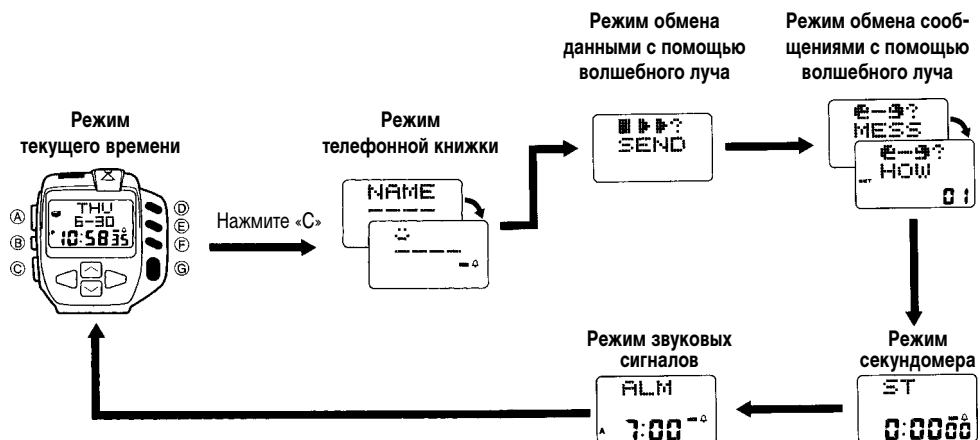 Режим обмена
данными с помощью
волшебного луча
Режим обмена сооб-
щениями с помощью
волшебного луча
?
SEND
e-e?
MESS
e-e?
HOW
SET
01
Режим
текущего времени
Режим
телефонной книжки
A
B
C
D
E
F
G
THU
6-30
P 10:58 35
Нажмите «С»
NAME
Режим звуковых
сигналов
ALM
A 7:00
Режим
секундомера
ST
0:00 00